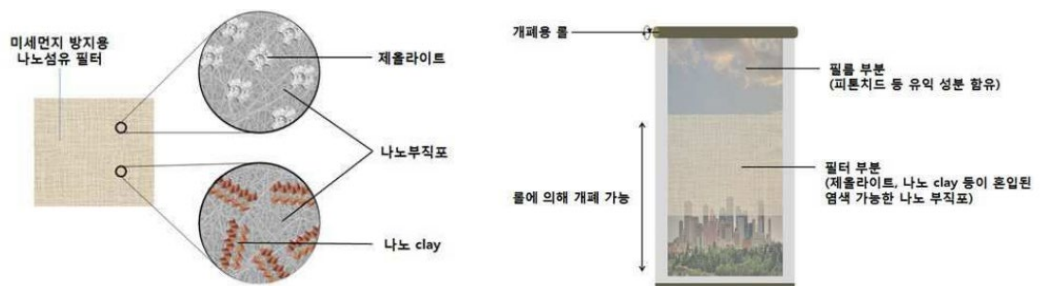 미세먼지 방지용
나노섬유 필터
제올라이트
나노부직포
나노 clay
개폐용 롤
필름 부분
(피톤치드 등 유익 성분 함유)
롤에 의해 개폐 가능
필터 부분
(제올라이트, 나노 clay 등이 혼입된
염색 가능한 나노 부직포)